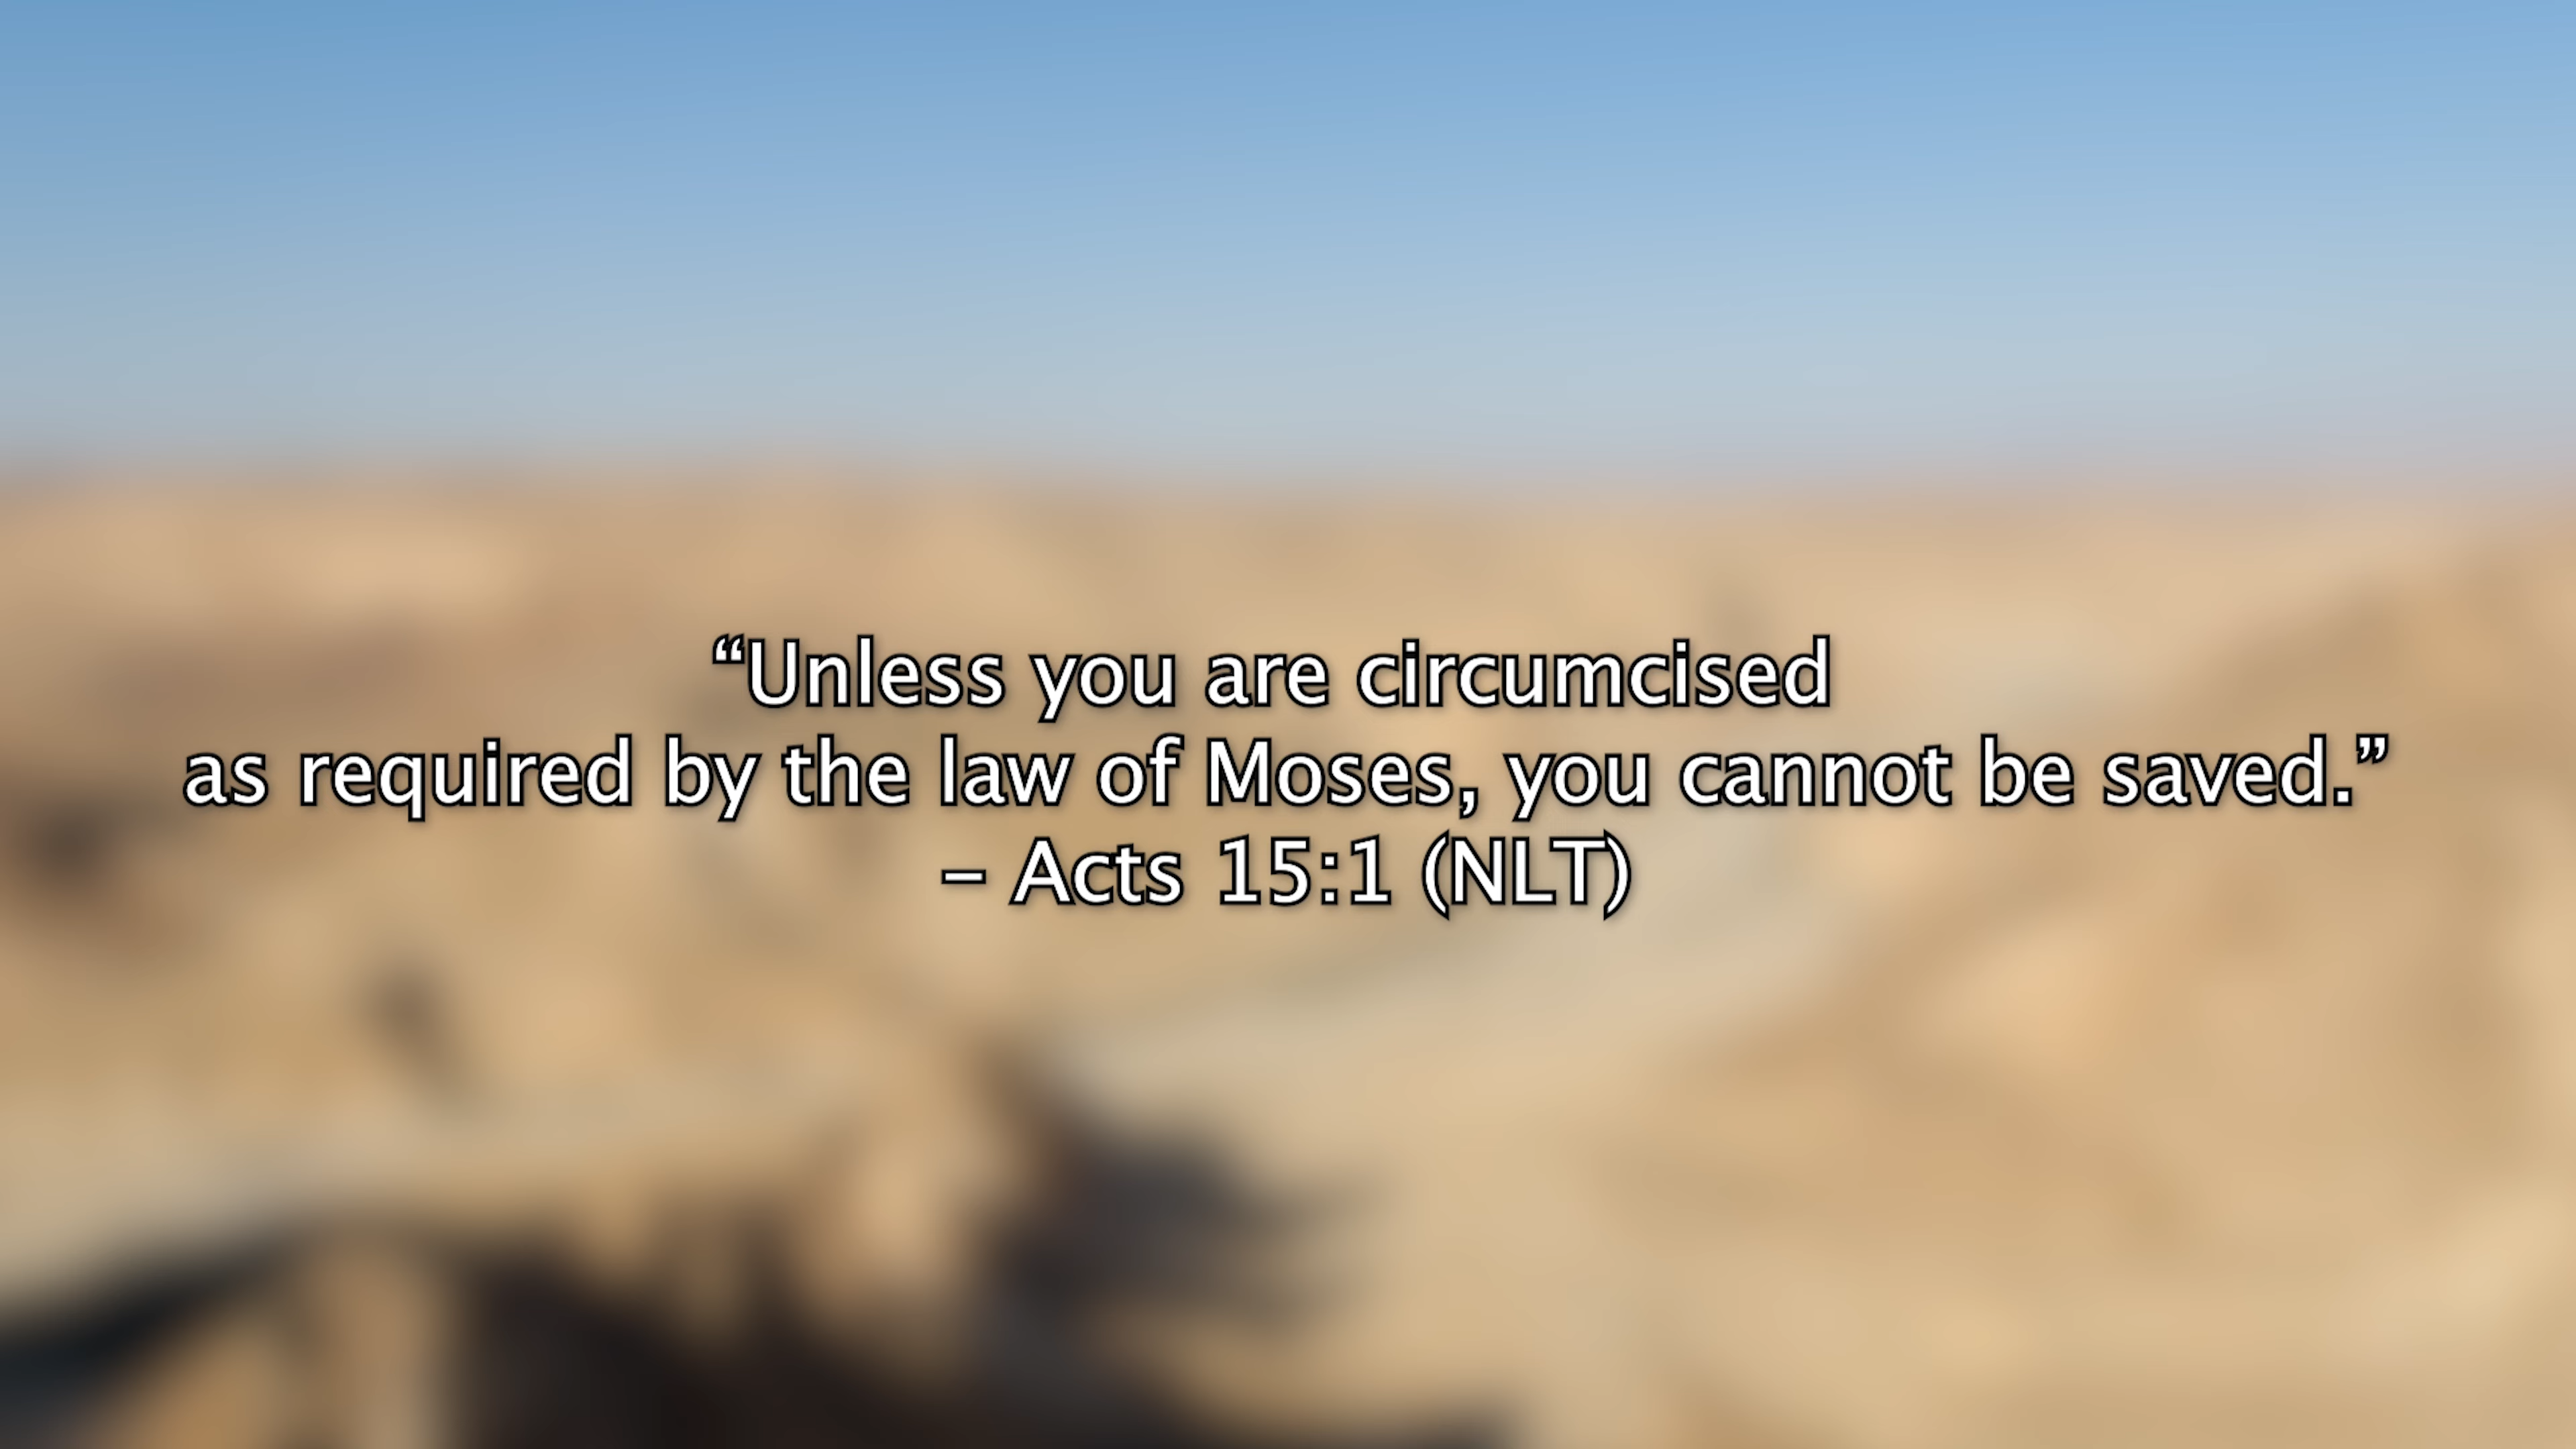 “Unless you are circumcised
as required by the law of Moses, you cannot be saved.”
– Acts 15:1 (NLT)